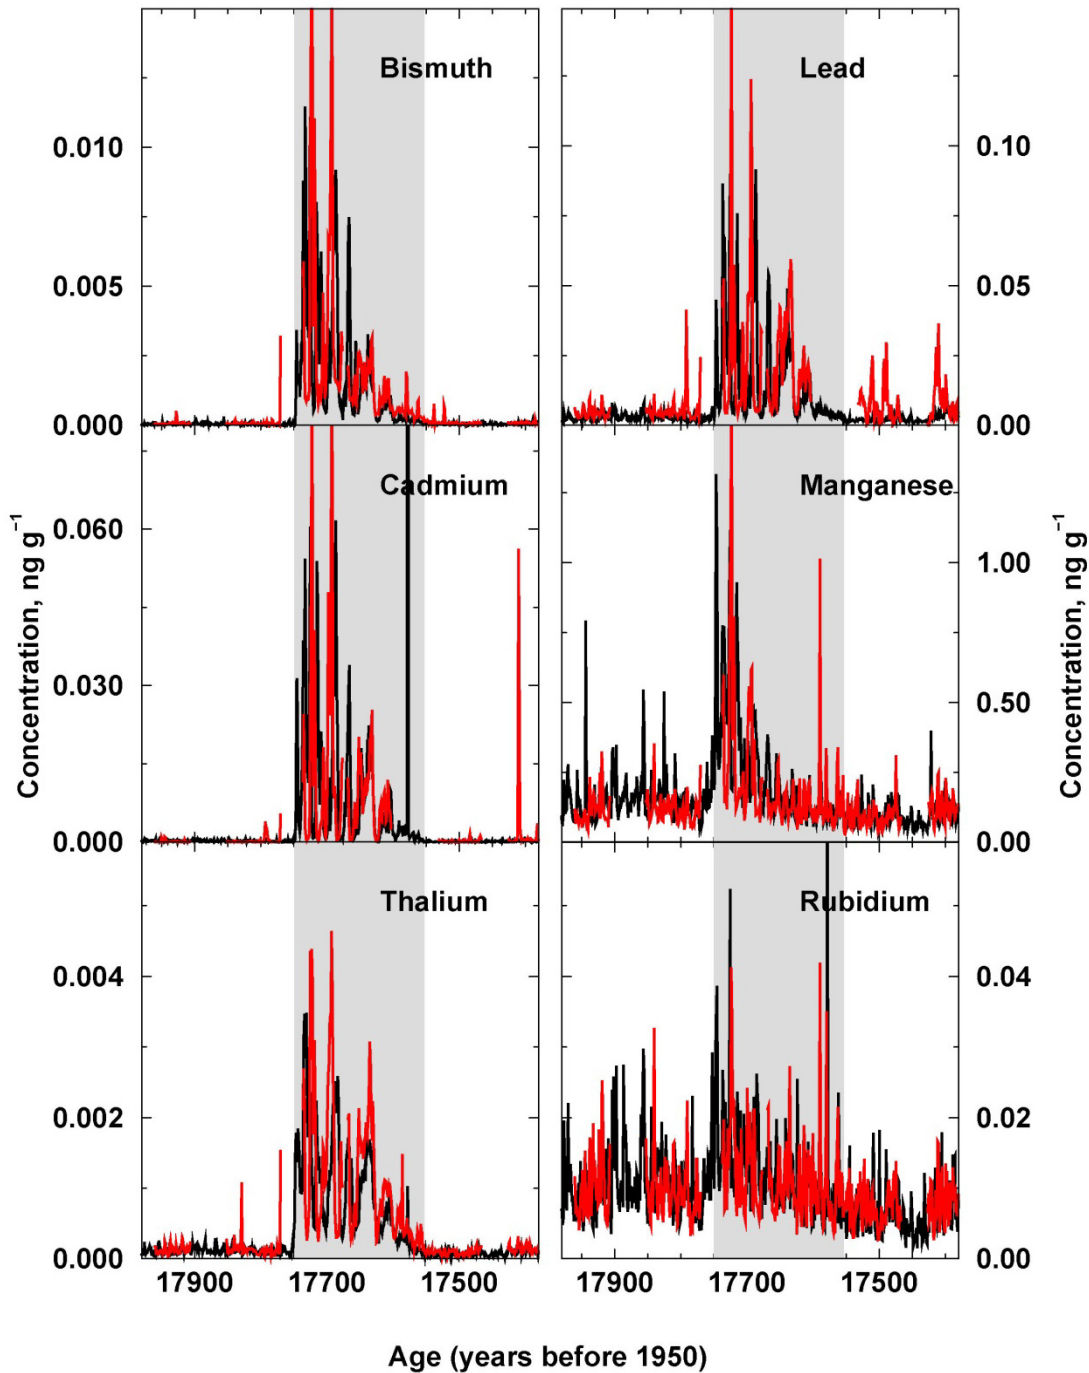 Bismuth
Lead
0.010
0.005
0.000
0.10
0.05
0.00
Cadmium
Manganese
0.060
0.030
0.000
1.00
0.50
0.00
Thalium
Rubidium
0.004
0.002
0.000
0.04
0.02
0.00
Concentration, ng g⁻¹
Concentration, ng g⁻¹
17900 17700 17500
17900 17700 17500
Age (years before 1950)